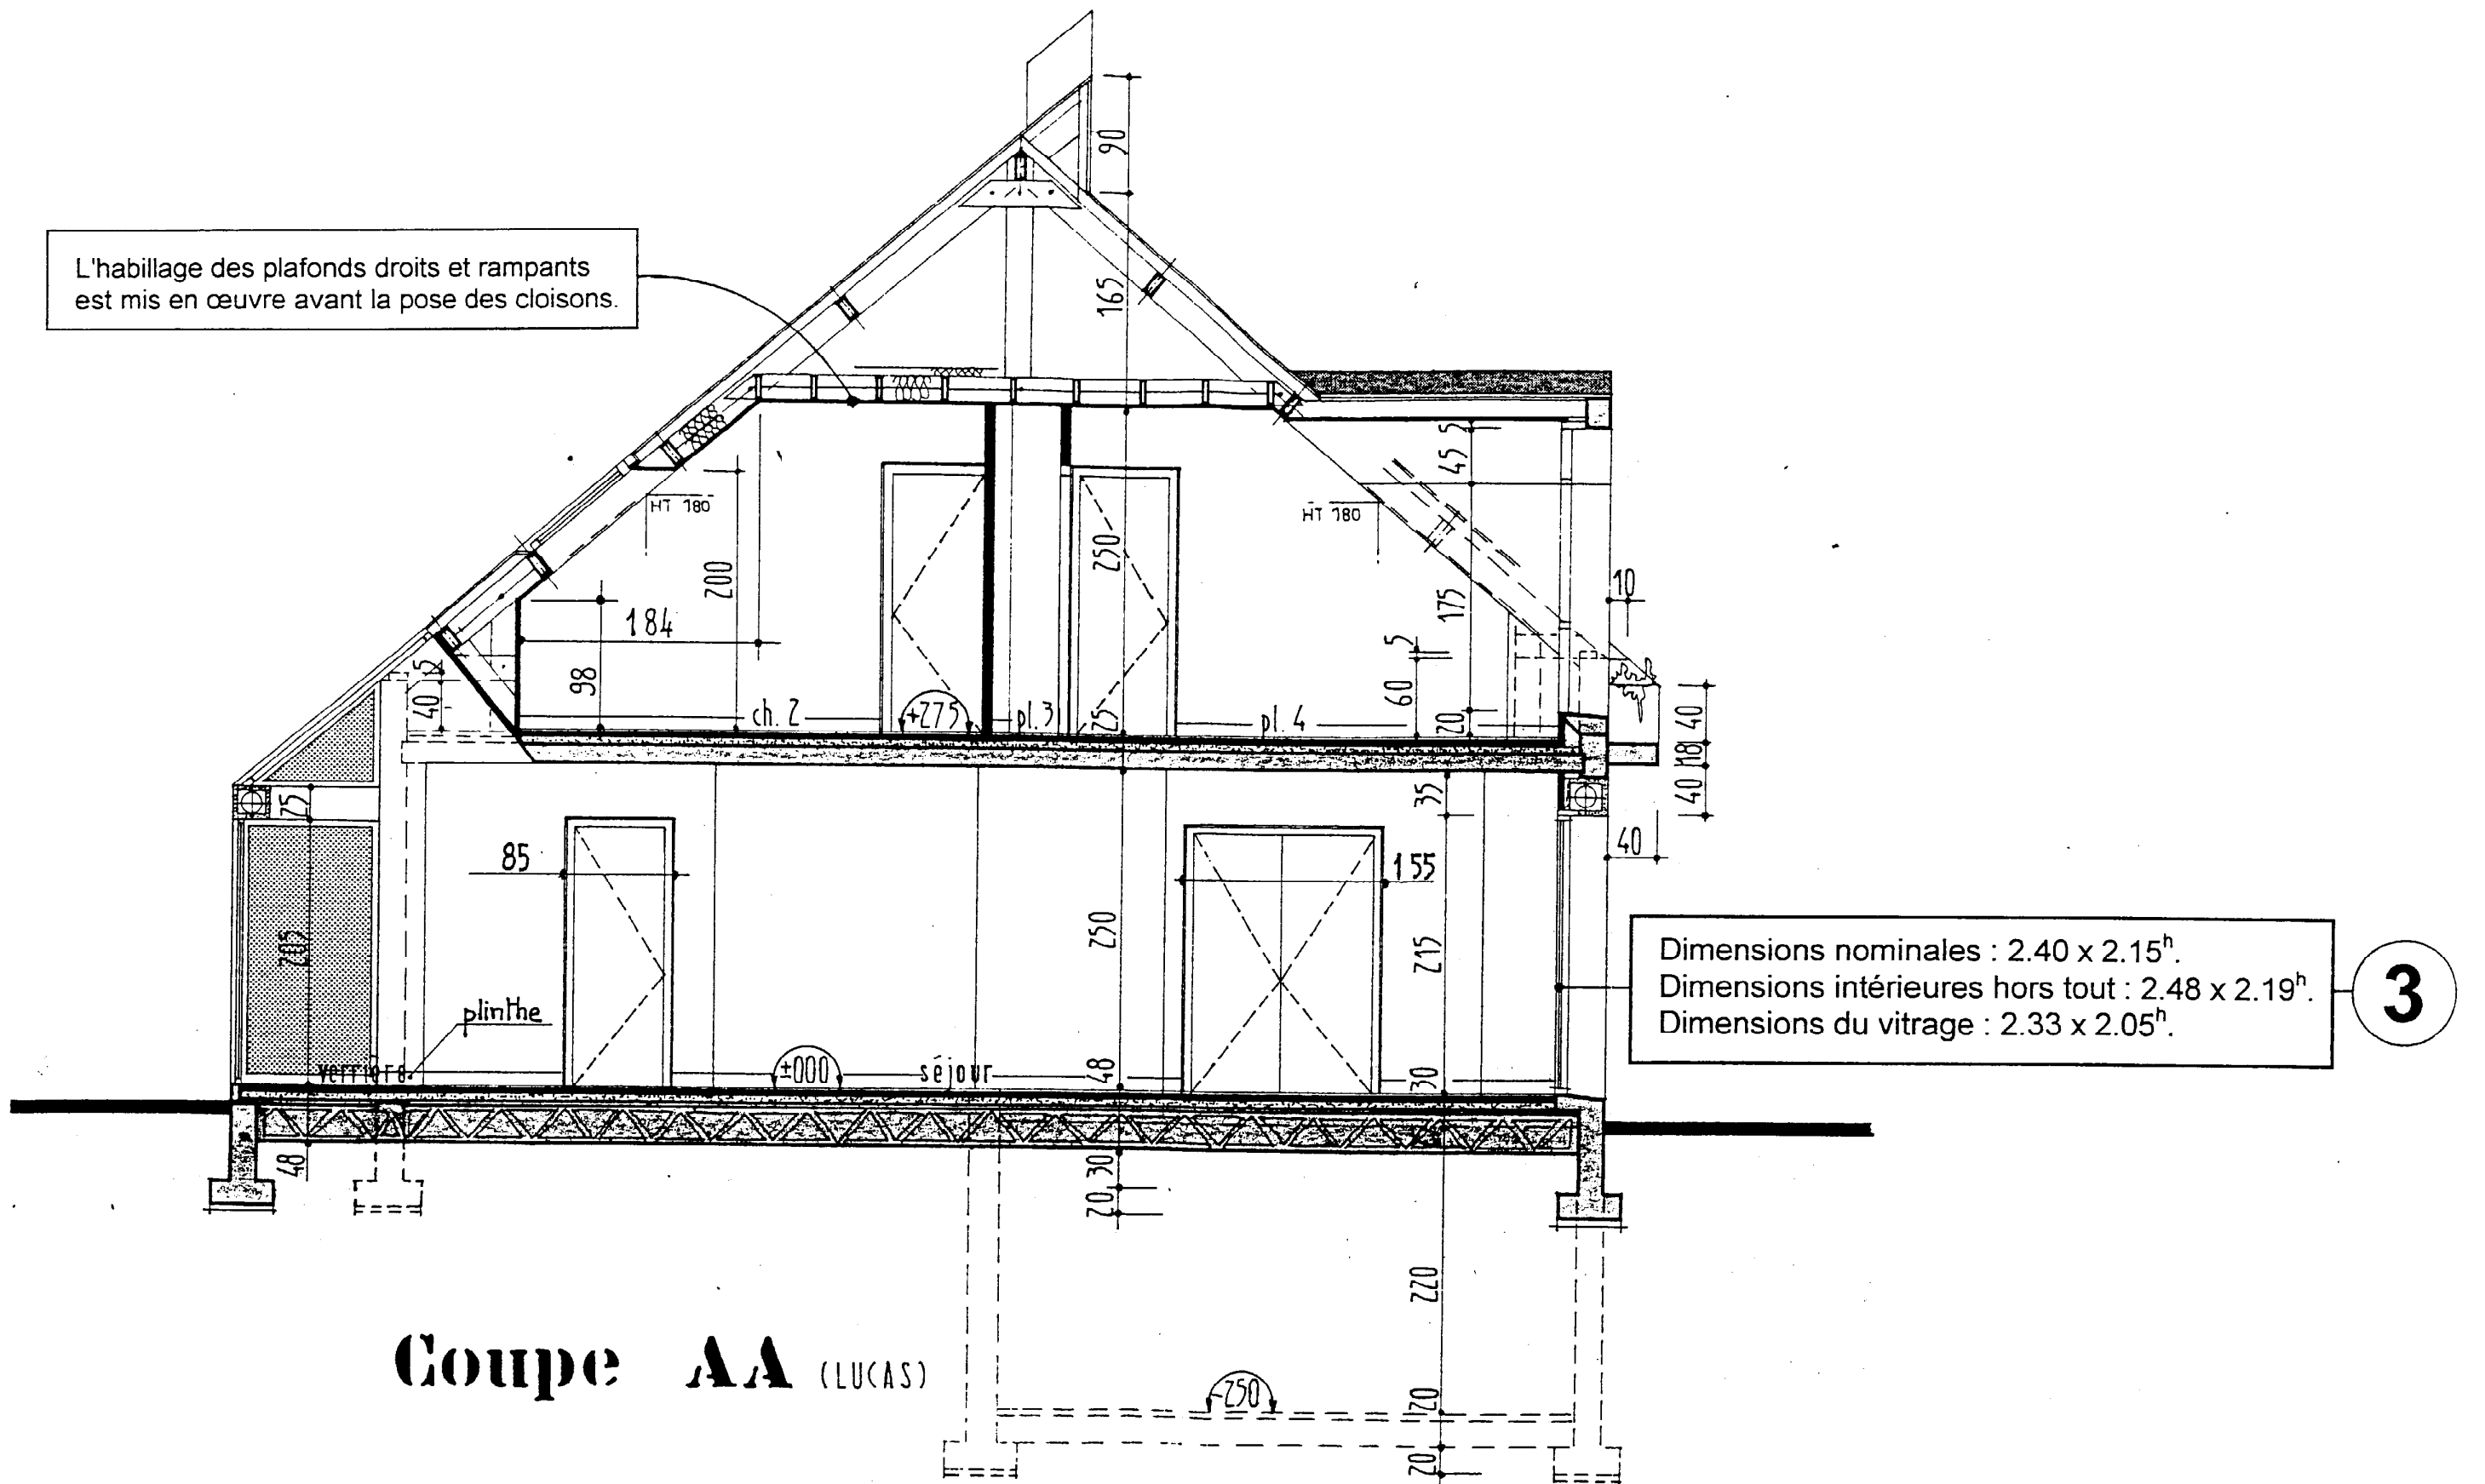 90
L'habillage des plafonds droits et rampants
est mis en œuvre avant la pose des cloisons.
165
45
5
HT 180
HT 180
200
250
10
184
175
5
98
60
5
40
ch. 2
+275
pl.3
25
pl. 4
20
40
18
40
75
35
85
155
40
205
250
215
Dimensions nominales : 2.40 x 2.15ʰ.
Dimensions intérieures hors tout : 2.48 x 2.19ʰ.
Dimensions du vitrage : 2.33 x 2.05ʰ.
3
plinthe
verrière
±000
séjour
48
30
48
30
20
220
Coupe AA (LUCAS)
-250
20
20